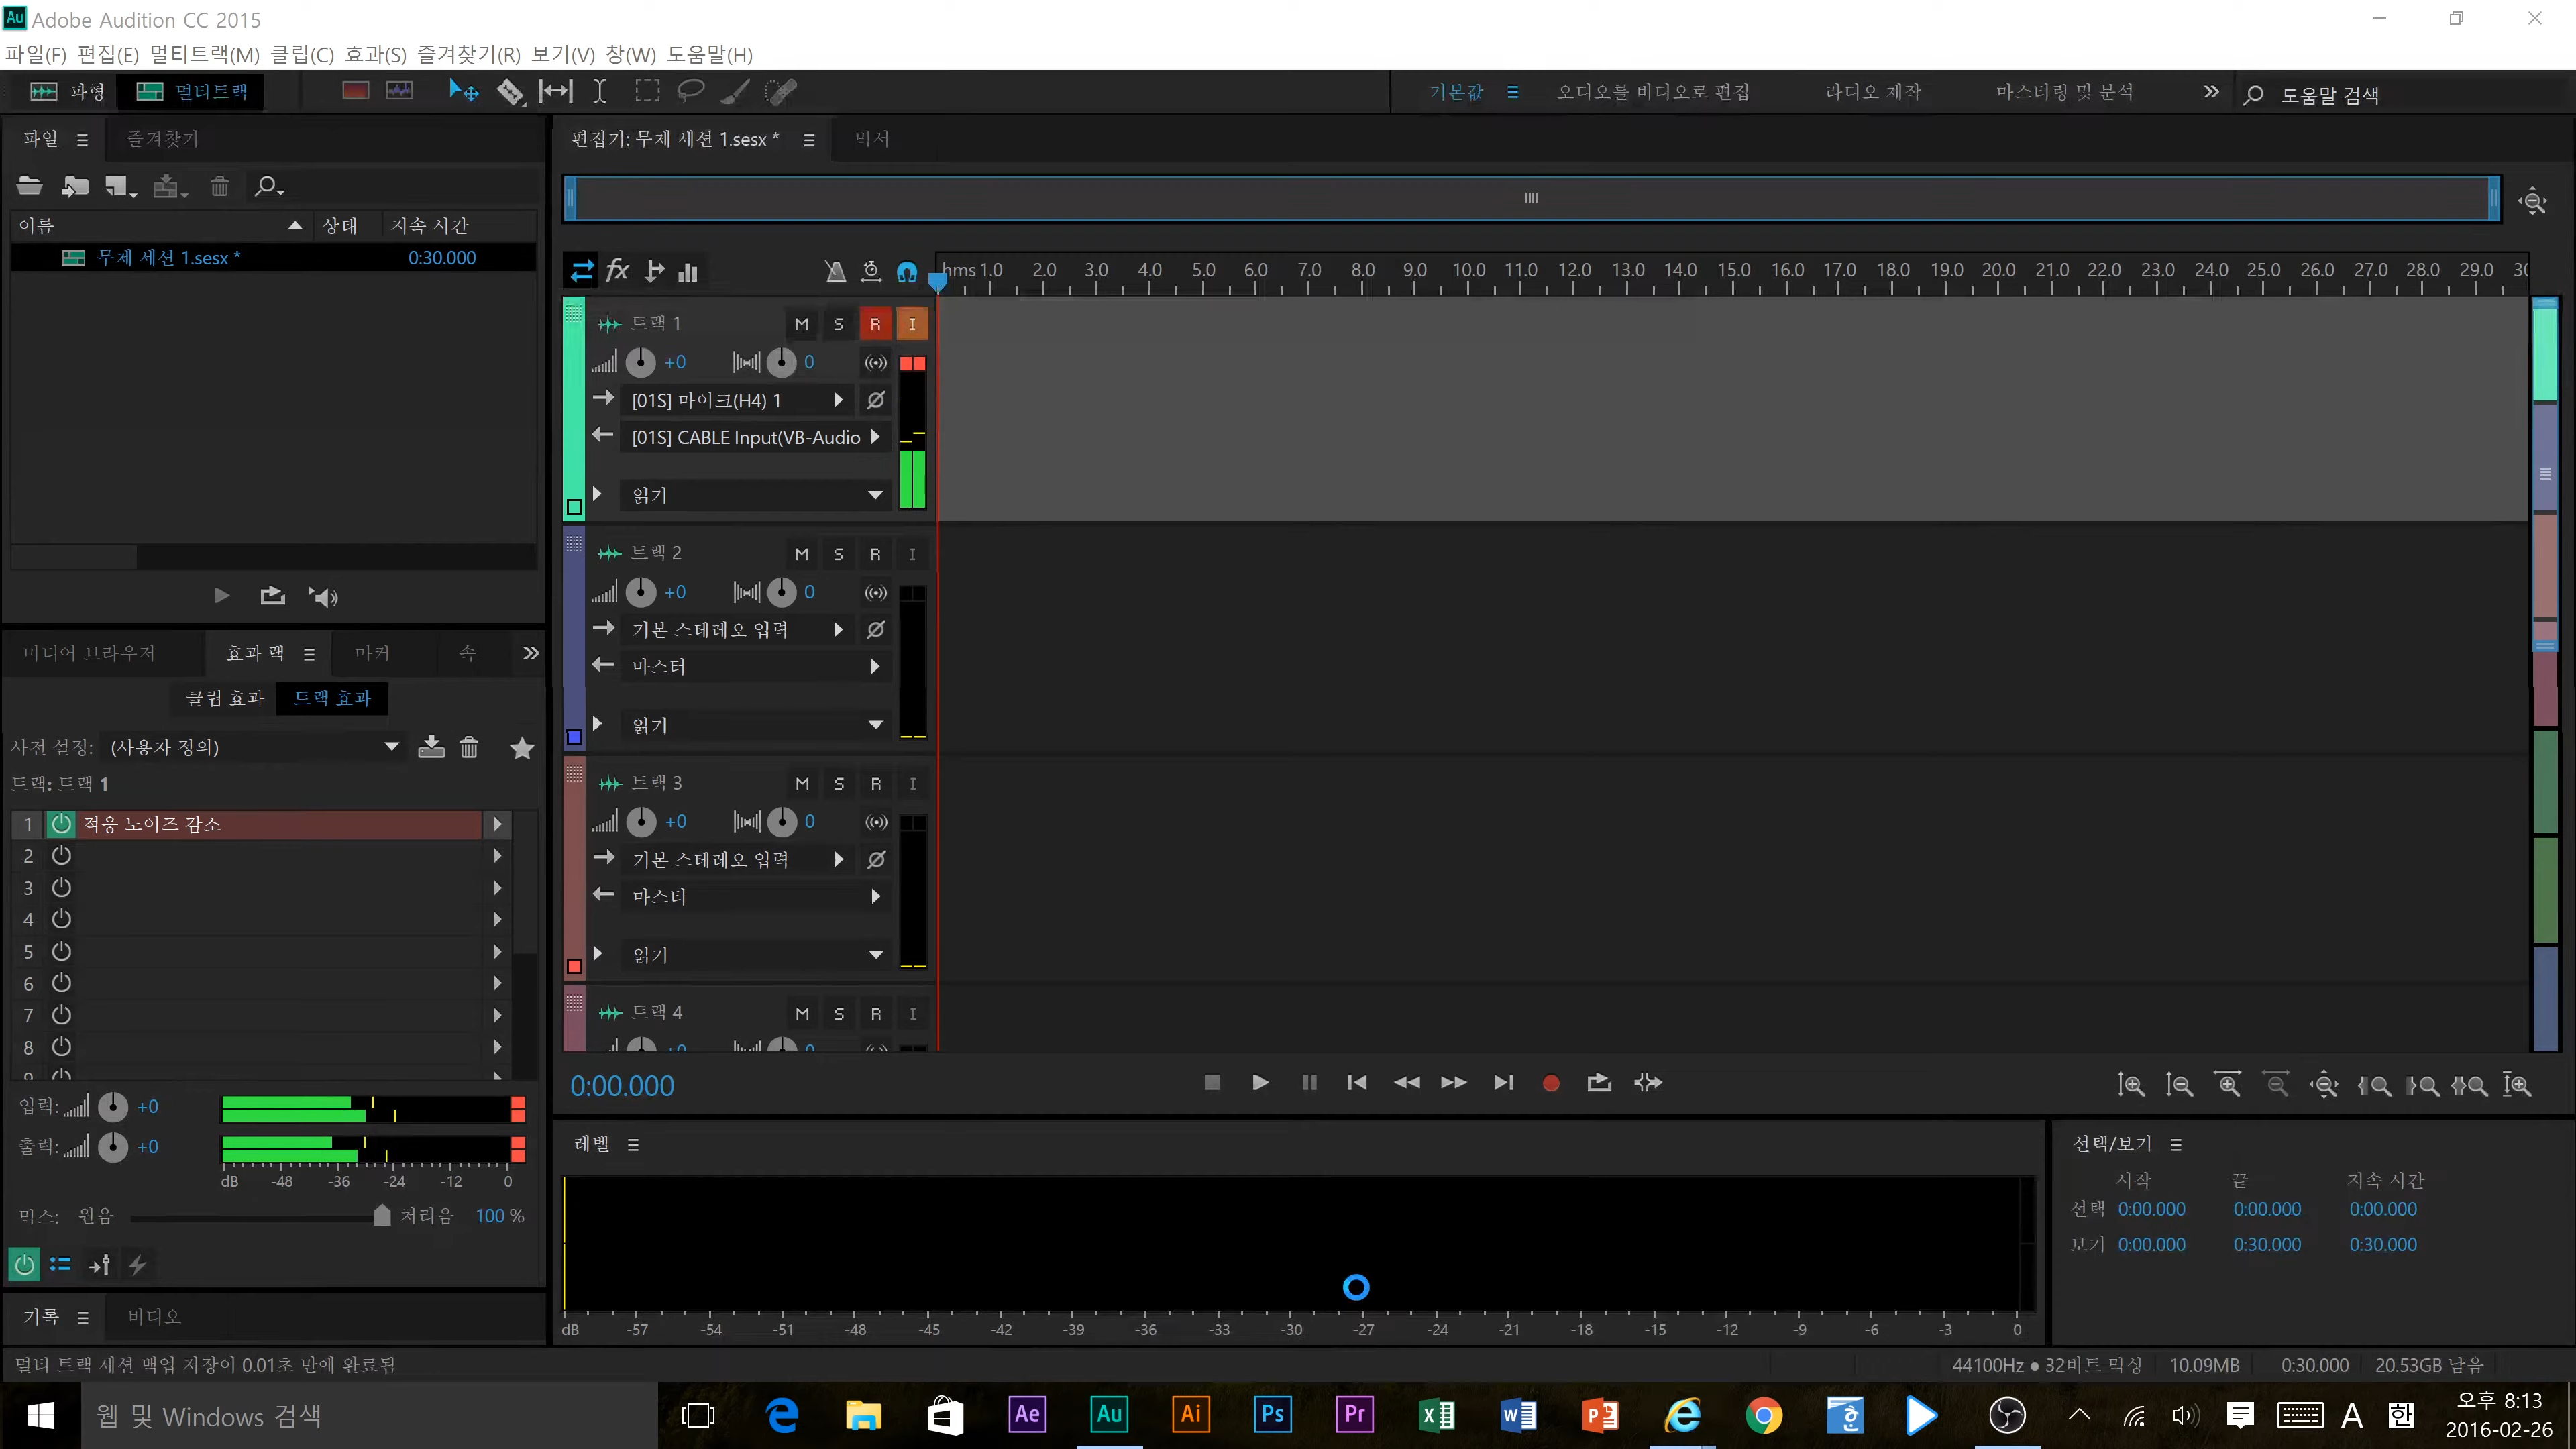 Au Adobe Audition CC 2015
파일(F) 편집(E) 멀티트랙(M) 클립(C) 효과(S) 즐겨찾기(R) 보기(V) 창(W) 도움말(H)
파형 멀티트랙 기본값 오디오를 비디오로 편집 라디오 제작 마스터링 및 분석 도움말 검색
파일 즐겨찾기
편집기: 무제 세션 1.sesx * 믹서
이름 상태 지속 시간
무제 세션 1.sesx * 0:30.000
미디어 브라우저 효과 랙 마커 속
클립 효과 트랙 효과
사전 설정: (사용자 정의)
트랙: 트랙 1
1 적응 노이즈 감소
2
3
4
5
6
7
8
9
입력: +0
출력: +0
dB -48 -36 -24 -12 0
믹스: 원음 처리음 100 %
기록 비디오
fx hms 1.0 2.0 3.0 4.0 5.0 6.0 7.0 8.0 9.0 10.0 11.0 12.0 13.0 14.0 15.0 16.0 17.0 18.0 19.0 20.0 21.0 22.0 23.0 24.0 25.0 26.0 27.0 28.0 29.0 30
트랙 1 M S R I
+0 0
[01S] 마이크(H4) 1
[01S] CABLE Input(VB-Audio
읽기
트랙 2 M S R I
+0 0
기본 스테레오 입력
마스터
읽기
트랙 3 M S R I
+0 0
기본 스테레오 입력
마스터
읽기
트랙 4 M S R I
+0 0
0:00.000
레벨
dB -57 -54 -51 -48 -45 -42 -39 -36 -33 -30 -27 -24 -21 -18 -15 -12 -9 -6 -3 0
선택/보기
시작 끝 지속 시간
선택 0:00.000 0:00.000 0:00.000
보기 0:00.000 0:30.000 0:30.000
멀티 트랙 세션 백업 저장이 0.01초 만에 완료됨
44100Hz ● 32비트 믹싱 10.09MB 0:30.000 20.53GB 남음
웹 및 Windows 검색
Ae Au Ai Ps Pr
A 한
오후 8:13
2016-02-26